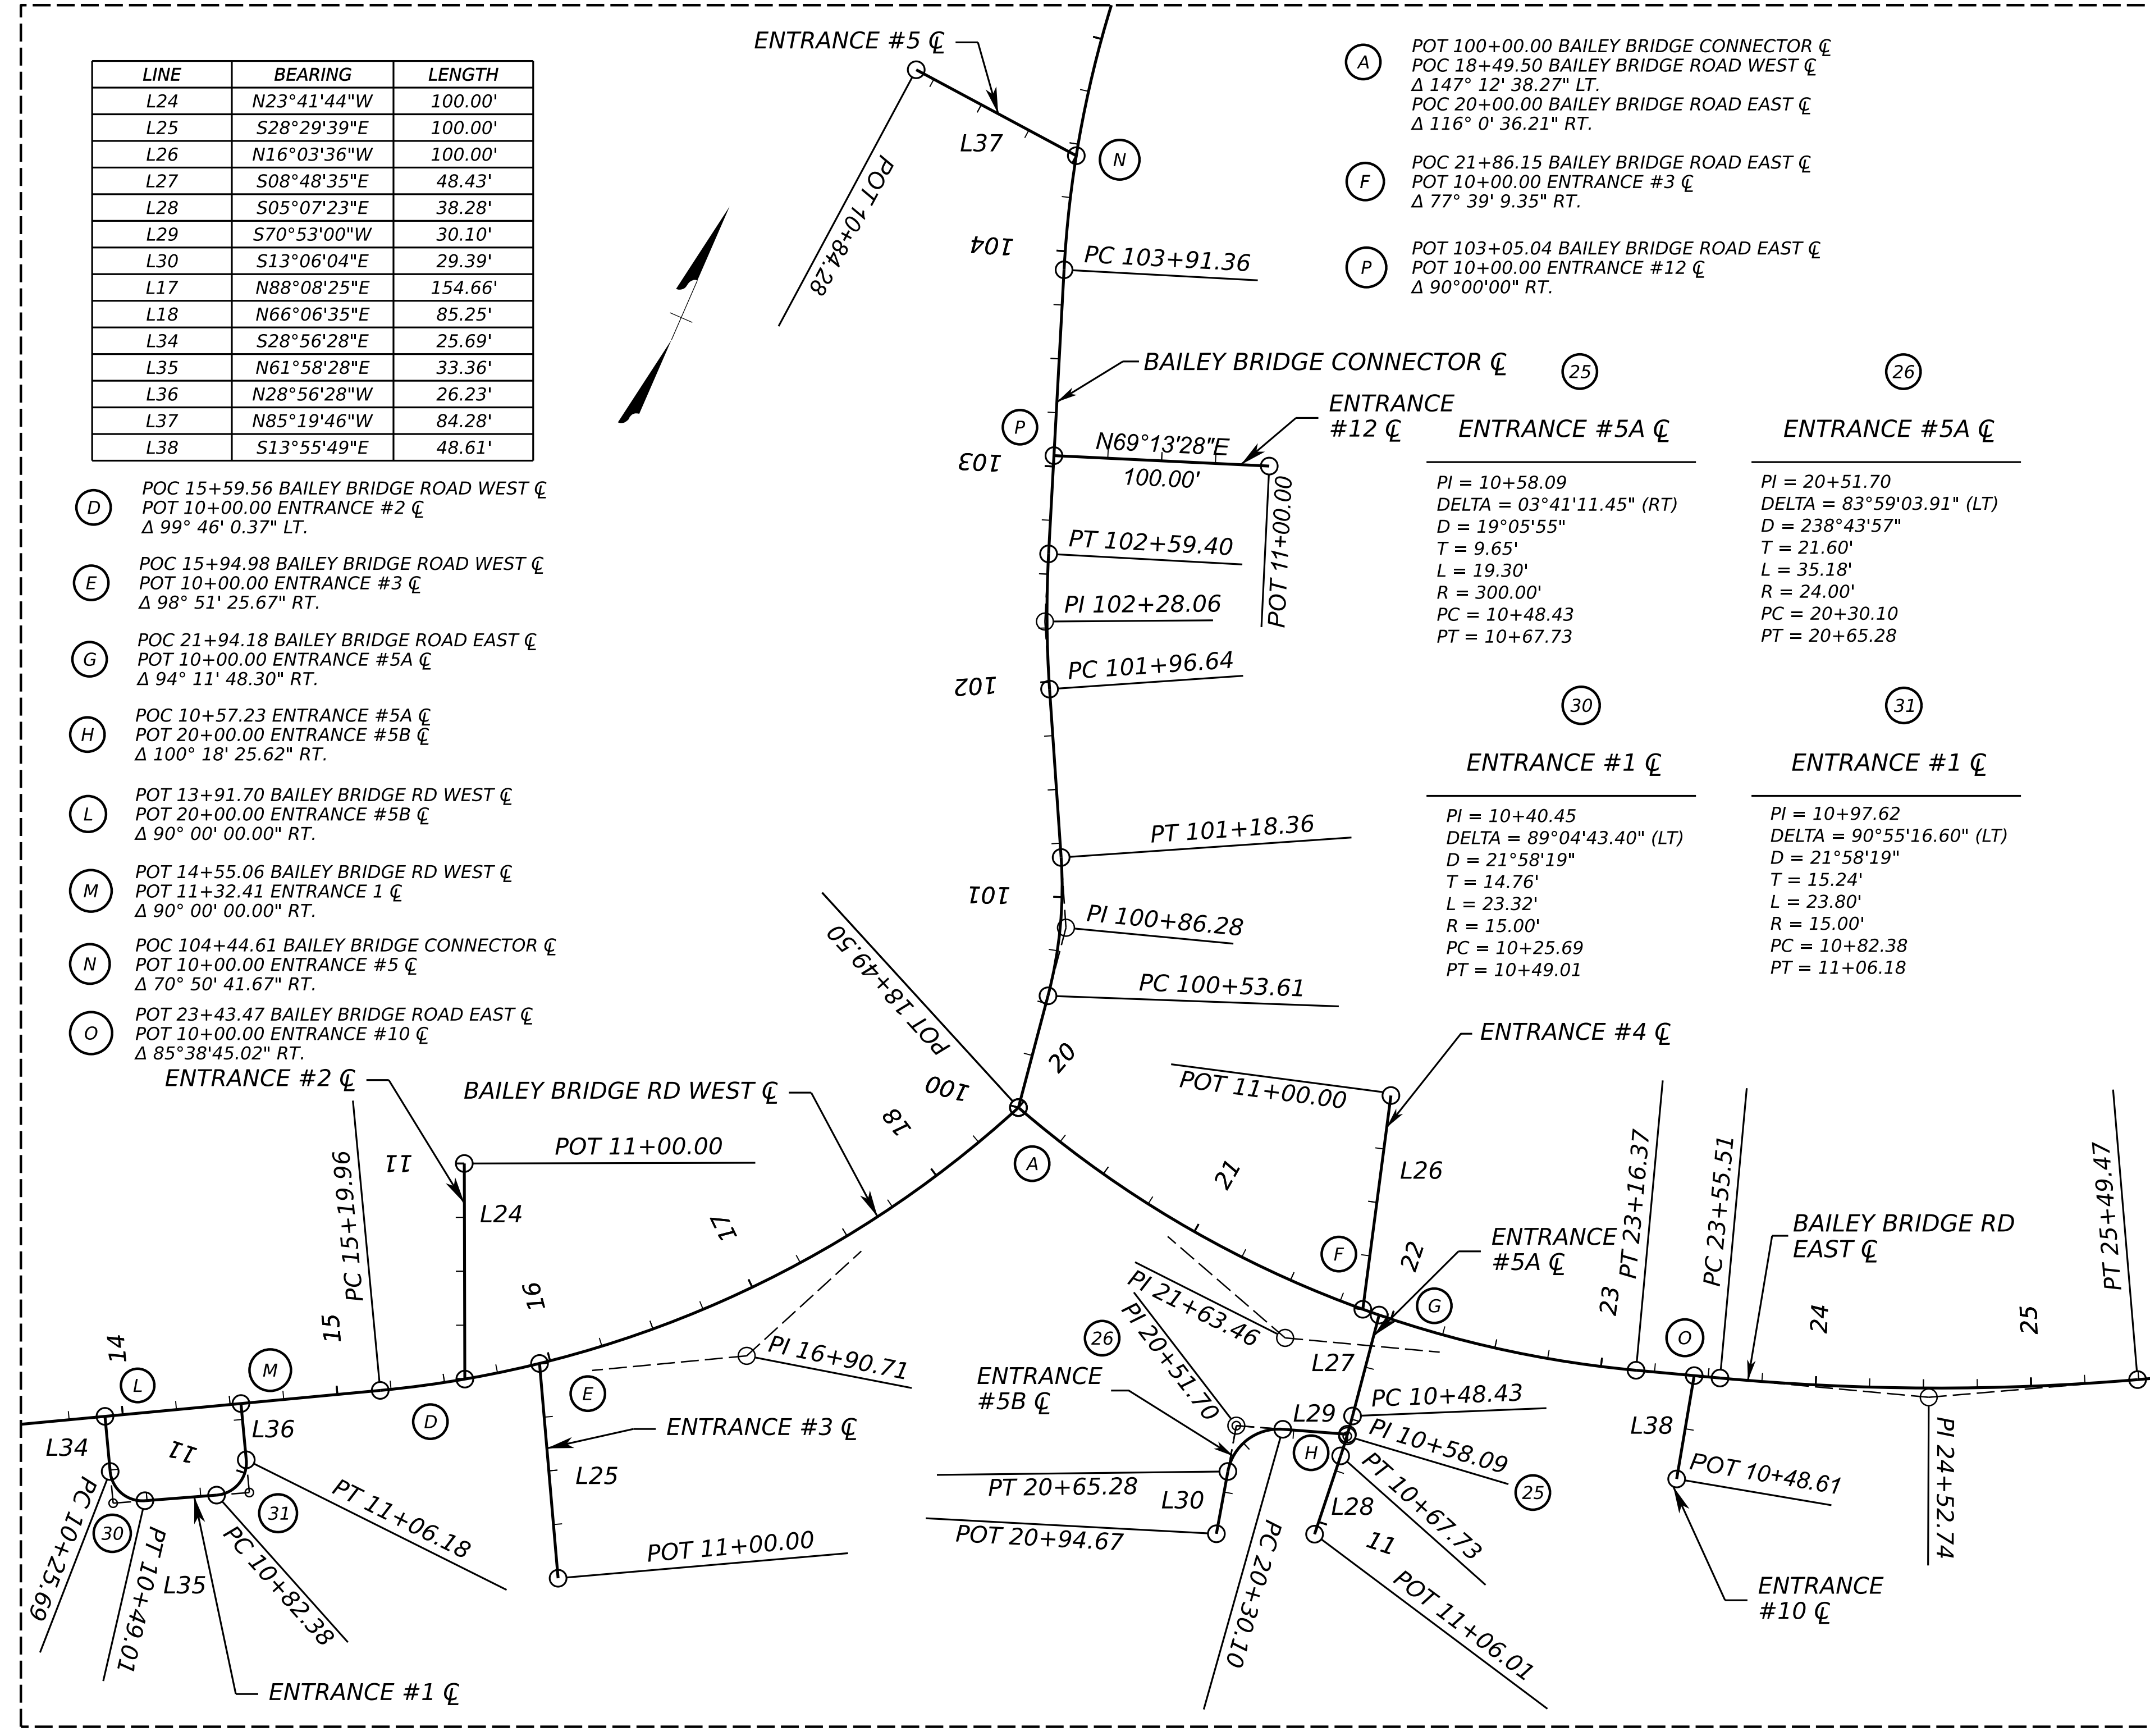 ENTRANCE #5 ℄
LINE BEARING LENGTH
L24 N23°41'44"W 100.00'
L25 S28°29'39"E 100.00'
L26 N16°03'36"W 100.00'
L27 S08°48'35"E 48.43'
L28 S05°07'23"E 38.28'
L29 S70°53'00"W 30.10'
L30 S13°06'04"E 29.39'
L17 N88°08'25"E 154.66'
L18 N66°06'35"E 85.25'
L34 S28°56'28"E 25.69'
L35 N61°58'28"E 33.36'
L36 N28°56'28"W 26.23'
L37 N85°19'46"W 84.28'
L38 S13°55'49"E 48.61'
L37
N
POT 10+84.28
A
POT 100+00.00 BAILEY BRIDGE CONNECTOR ℄
POC 18+49.50 BAILEY BRIDGE ROAD WEST ℄
Δ 147° 12' 38.27" LT.
POC 20+00.00 BAILEY BRIDGE ROAD EAST ℄
Δ 116° 0' 36.21" RT.
F
POC 21+86.15 BAILEY BRIDGE ROAD EAST ℄
POT 10+00.00 ENTRANCE #3 ℄
Δ 77° 39' 9.35" RT.
P
POT 103+05.04 BAILEY BRIDGE ROAD EAST ℄
POT 10+00.00 ENTRANCE #12 ℄
Δ 90°00'00" RT.
104
PC 103+91.36
BAILEY BRIDGE CONNECTOR ℄
P
ENTRANCE
#12 ℄
N69°13'28"E
100.00'
103
POT 11+00.00
PT 102+59.40
PI 102+28.06
PC 101+96.64
102
PT 101+18.36
101
PI 100+86.28
PC 100+53.61
25
ENTRANCE #5A ℄
PI = 10+58.09
DELTA = 03°41'11.45" (RT)
D = 19°05'55"
T = 9.65'
L = 19.30'
R = 300.00'
PC = 10+48.43
PT = 10+67.73
26
ENTRANCE #5A ℄
PI = 20+51.70
DELTA = 83°59'03.91" (LT)
D = 238°43'57"
T = 21.60'
L = 35.18'
R = 24.00'
PC = 20+30.10
PT = 20+65.28
30
ENTRANCE #1 ℄
PI = 10+40.45
DELTA = 89°04'43.40" (LT)
D = 21°58'19"
T = 14.76'
L = 23.32'
R = 15.00'
PC = 10+25.69
PT = 10+49.01
31
ENTRANCE #1 ℄
PI = 10+97.62
DELTA = 90°55'16.60" (LT)
D = 21°58'19"
T = 15.24'
L = 23.80'
R = 15.00'
PC = 10+82.38
PT = 11+06.18
D
POC 15+59.56 BAILEY BRIDGE ROAD WEST ℄
POT 10+00.00 ENTRANCE #2 ℄
Δ 99° 46' 0.37" LT.
E
POC 15+94.98 BAILEY BRIDGE ROAD WEST ℄
POT 10+00.00 ENTRANCE #3 ℄
Δ 98° 51' 25.67" RT.
G
POC 21+94.18 BAILEY BRIDGE ROAD EAST ℄
POT 10+00.00 ENTRANCE #5A ℄
Δ 94° 11' 48.30" RT.
H
POC 10+57.23 ENTRANCE #5A ℄
POT 20+00.00 ENTRANCE #5B ℄
Δ 100° 18' 25.62" RT.
L
POT 13+91.70 BAILEY BRIDGE RD WEST ℄
POT 20+00.00 ENTRANCE #5B ℄
Δ 90° 00' 00.00" RT.
M
POT 14+55.06 BAILEY BRIDGE RD WEST ℄
POT 11+32.41 ENTRANCE 1 ℄
Δ 90° 00' 00.00" RT.
N
POC 104+44.61 BAILEY BRIDGE CONNECTOR ℄
POT 10+00.00 ENTRANCE #5 ℄
Δ 70° 50' 41.67" RT.
O
POT 23+43.47 BAILEY BRIDGE ROAD EAST ℄
POT 10+00.00 ENTRANCE #10 ℄
Δ 85°38'45.02" RT.
ENTRANCE #2 ℄
BAILEY BRIDGE RD WEST ℄
POT 18+49.50
100
20
18
A
POT 11+00.00
11
L24
PC 15+19.96
17
16
15
14
L
M
D
E
PI 16+90.71
ENTRANCE #3 ℄
L25
POT 11+00.00
L34
L36
11
30
31
PC 10+25.69
PT 10+49.01
L35
PC 10+82.38
PT 11+06.18
ENTRANCE #1 ℄
ENTRANCE #4 ℄
POT 11+00.00
L26
21
F
22
G
ENTRANCE
#5A ℄
PI 21+63.46
PI 20+51.70
26
ENTRANCE
#5B ℄
L27
L29
H
PC 10+48.43
PI 10+58.09
25
PT 10+67.73
PT 20+65.28
L30
POT 20+94.67
L28
11
POT 11+06.01
PC 20+30.10
23
PT 23+16.37
PC 23+55.51
O
BAILEY BRIDGE RD
EAST ℄
24
25
PT 25+49.47
L38
POT 10+48.61
PI 24+52.74
ENTRANCE
#10 ℄